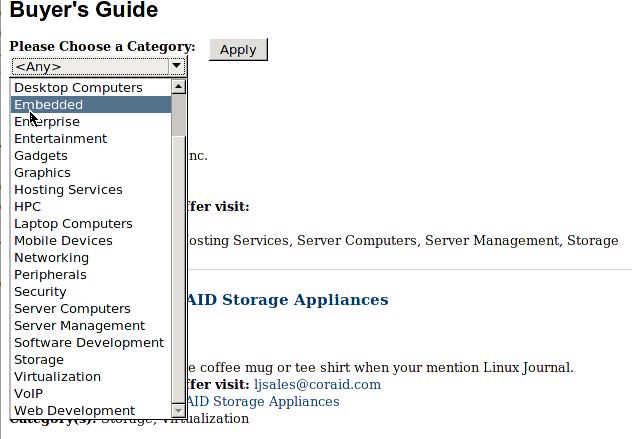 Buyer's Guide
Please Choose a Category:
Apply
<Any>
Desktop Computers
Embedded
Enterprise
Entertainment
Gadgets
Graphics
Hosting Services
HPC
Laptop Computers
Mobile Devices
Networking
Peripherals
Security
Server Computers
Server Management
Software Development
Storage
Virtualization
VoIP
Web Development
nc.
ffer visit:
osting Services, Server Computers, Server Management, Storage
AID Storage Appliances
e coffee mug or tee shirt when your mention Linux Journal.
ffer visit: ljsales@coraid.com
AID Storage Appliances
Category(s): Storage, Virtualization